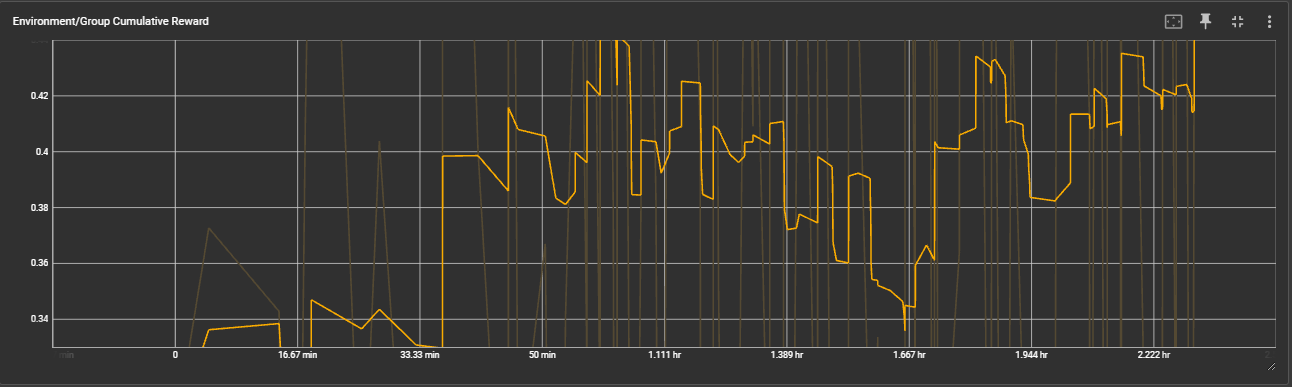 Environment/Group Cumulative Reward
0.42
0.4
0.38
0.36
0.34
min 0 16.67 min 33.33 min 50 min 1.111 hr 1.389 hr 1.667 hr 1.944 hr 2.222 hr